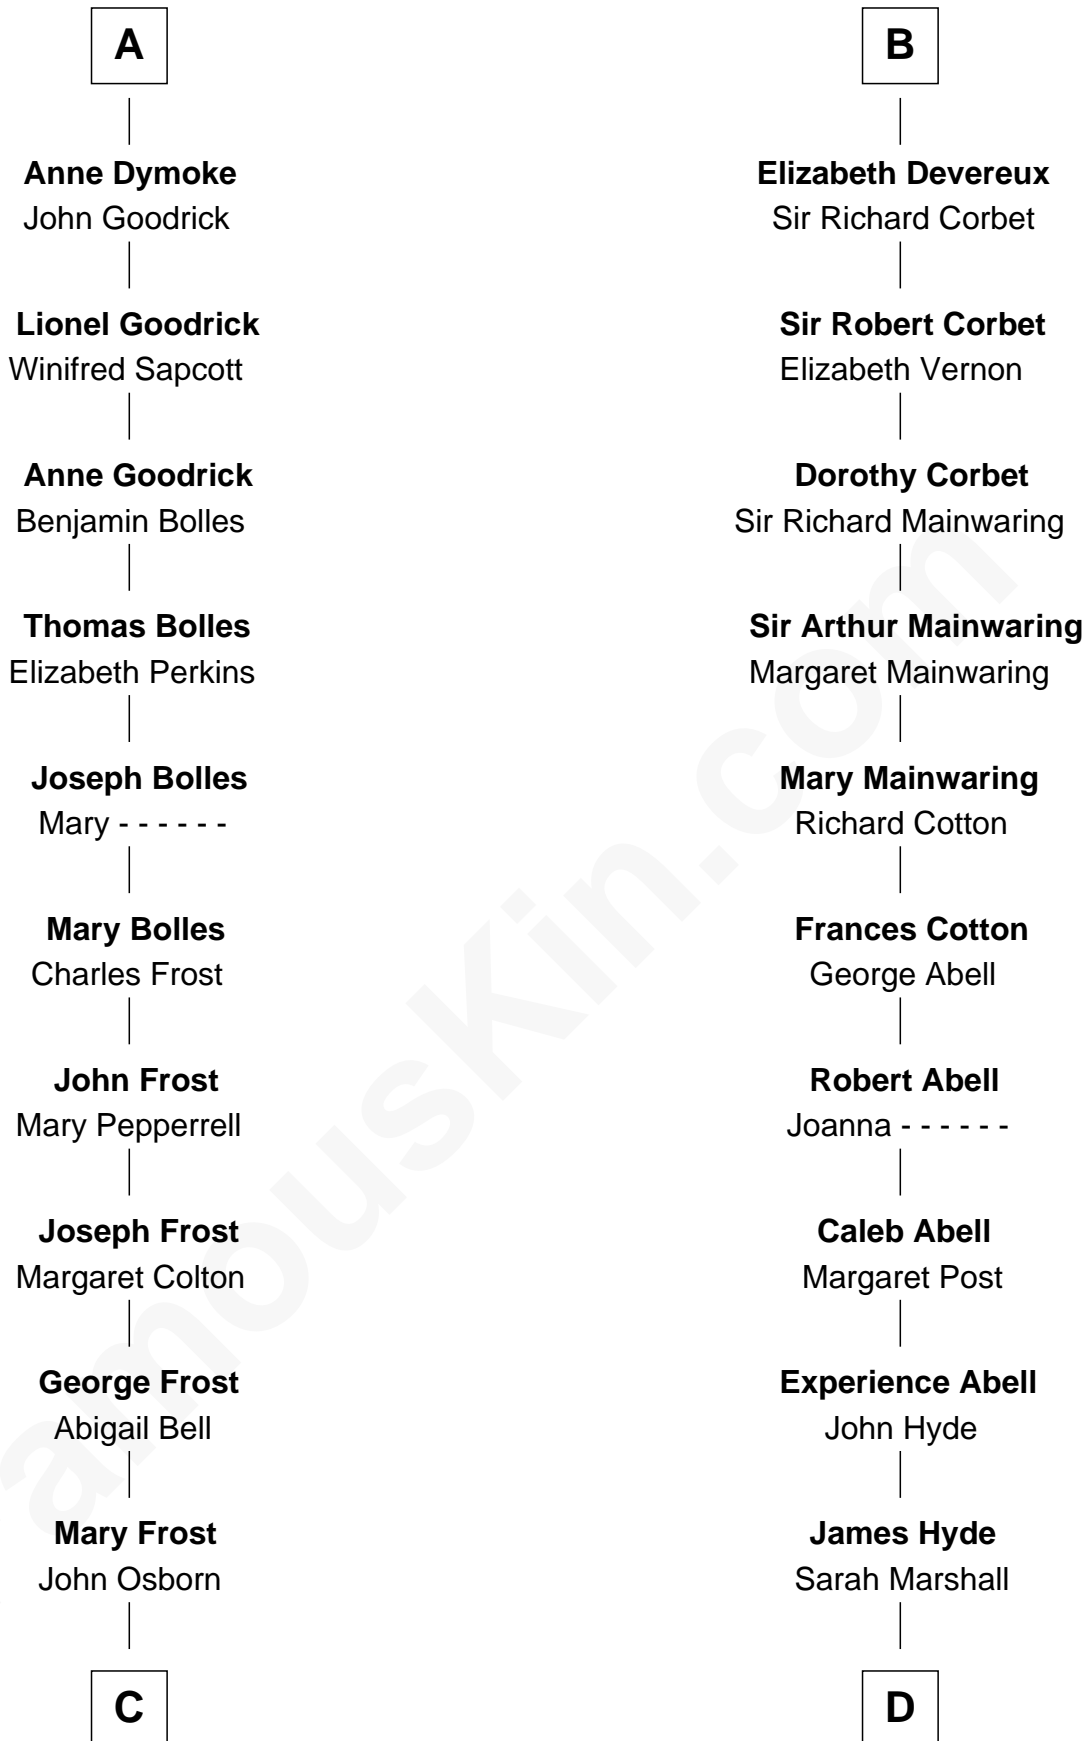 A
Anne Dymoke
John Goodrick
Lionel Goodrick
Winifred Sapcott
Anne Goodrick
Benjamin Bolles
Thomas Bolles
Elizabeth Perkins
Joseph Bolles
Mary - - - - - -
Mary Bolles
Charles Frost
John Frost
Mary Pepperrell
Joseph Frost
Margaret Colton
George Frost
Abigail Bell
Mary Frost
John Osborn
C
B
Elizabeth Devereux
Sir Richard Corbet
Sir Robert Corbet
Elizabeth Vernon
Dorothy Corbet
Sir Richard Mainwaring
Sir Arthur Mainwaring
Margaret Mainwaring
Mary Mainwaring
Richard Cotton
Frances Cotton
George Abell
Robert Abell
Joanna - - - - - -
Caleb Abell
Margaret Post
Experience Abell
John Hyde
James Hyde
Sarah Marshall
D
amousKin.com